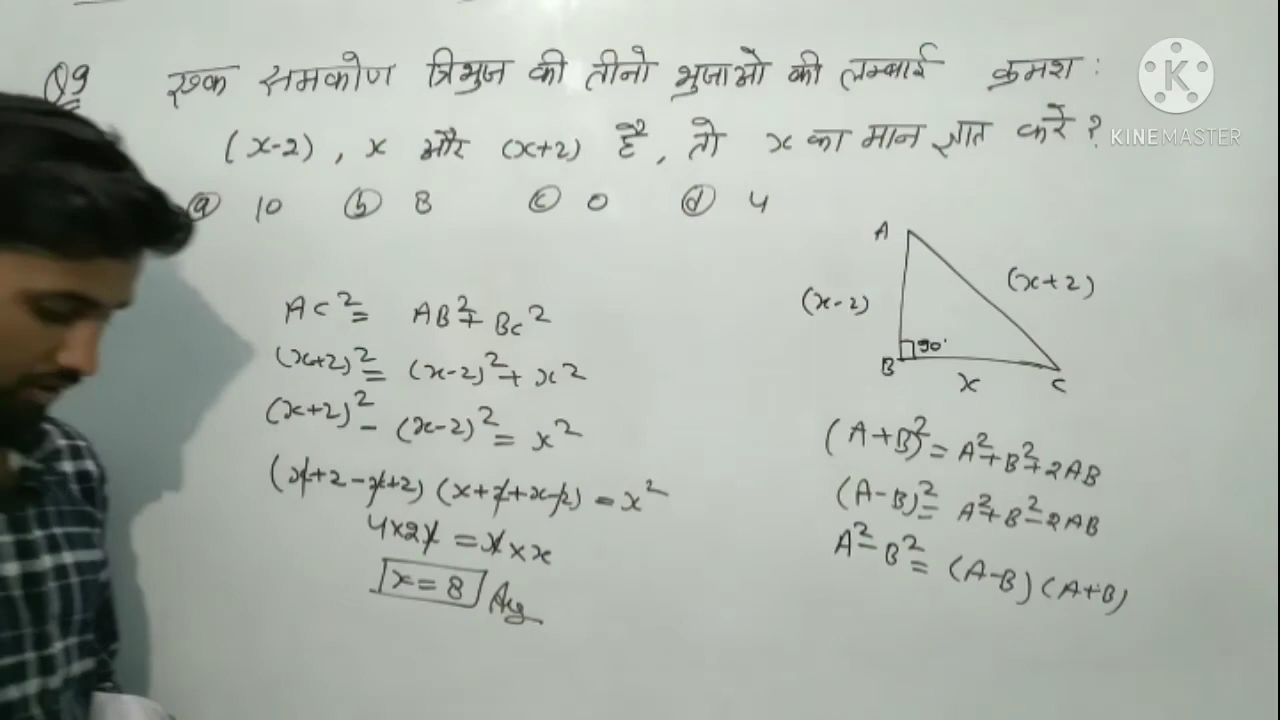 Q9 एक समकोण त्रिभुज की तीनो भुजाओ की लम्बाई क्रमश :
(x-2) , x और (x+2) है , तो x का मान ज्ञात करें ?
ⓐ 10 ⓑ 8 ⓒ 0 ⓓ 4
AC² = AB² + BC²
(x+2)² = (x-2)² + x²
(x+2)² - (x-2)² = x²
(x+2-x+2) (x+2+x-2) = x²
4×2x = x×x
x = 8 Ans
A
(x-2)
(x+2)
B
90°
x
C
(A+B)² = A²+B²+2AB
(A-B)² = A²+B²-2AB
A²-B² = (A-B) (A+B)
K
KINEMASTER